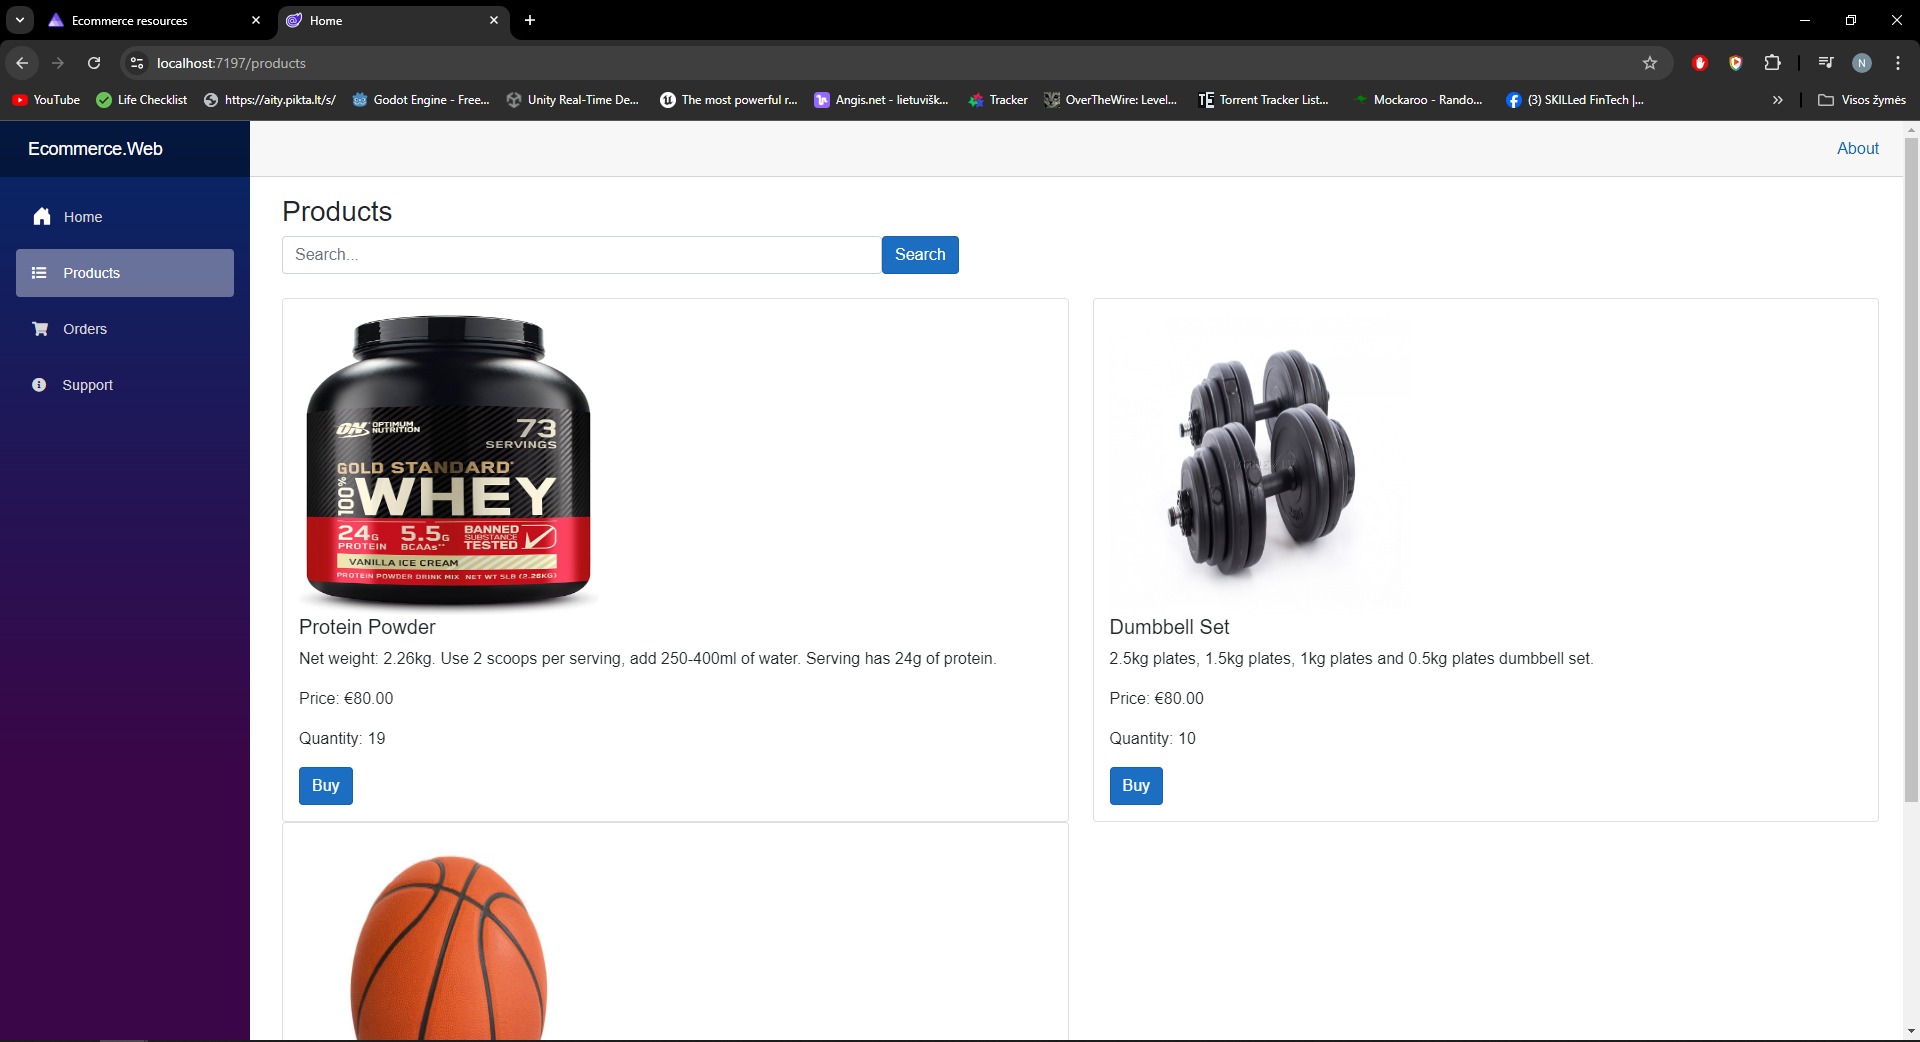 Ecommerce resources
Home
localhost:7197/products
N
YouTube
Life Checklist
https://aity.pikta.lt/s/
Godot Engine - Free...
Unity Real-Time De...
The most powerful r...
Angis.net - lietuvišk...
Tracker
OverTheWire: Level...
Torrent Tracker List...
Mockaroo - Rando...
(3) SKILLed FinTech |...
Visos žymės
Ecommerce.Web
About
Home
Products
Orders
Support
Products
Search...
Search
ON OPTIMUM NUTRITION
73
SERVINGS
GOLD STANDARD
100% WHEY
24G PROTEIN
5.5G BCAAs**
BANNED SUBSTANCE TESTED
VANILLA ICE CREAM
PROTEIN POWDER DRINK MIX NET WT 5LB (2.26KG)
Protein Powder
Net weight: 2.26kg. Use 2 scoops per serving, add 250-400ml of water. Serving has 24g of protein.
Price: €80.00
Quantity: 19
Buy
Dumbbell Set
2.5kg plates, 1.5kg plates, 1kg plates and 0.5kg plates dumbbell set.
Price: €80.00
Quantity: 10
Buy